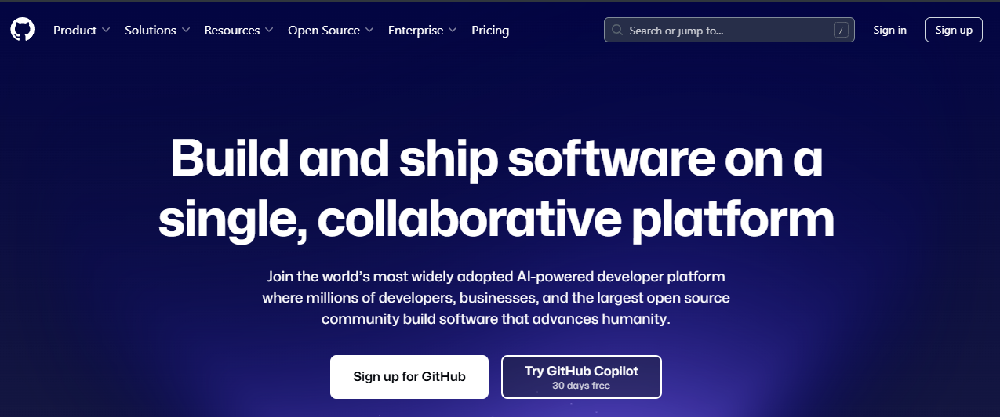 Product Solutions Resources Open Source Enterprise Pricing Search or jump to... / Sign in Sign up
Build and ship software on a
single, collaborative platform
Join the world's most widely adopted AI-powered developer platform
where millions of developers, businesses, and the largest open source
community build software that advances humanity.
Sign up for GitHub Try GitHub Copilot
30 days free